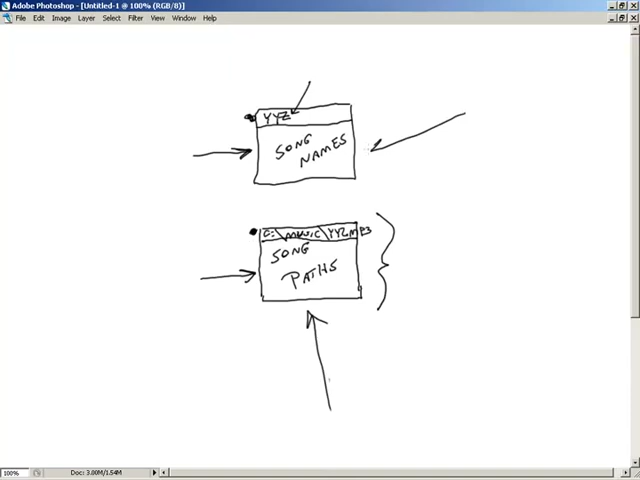 Adobe Photoshop - [Untitled-1 @ 100% (RGB/8)]
File Edit Image Layer Select Filter View Window Help
YYZ
SONG
NAMES
C:\MUSIC\YYZ.MP3
SONG
PATHS
100% Doc: 3.80M/1.54M